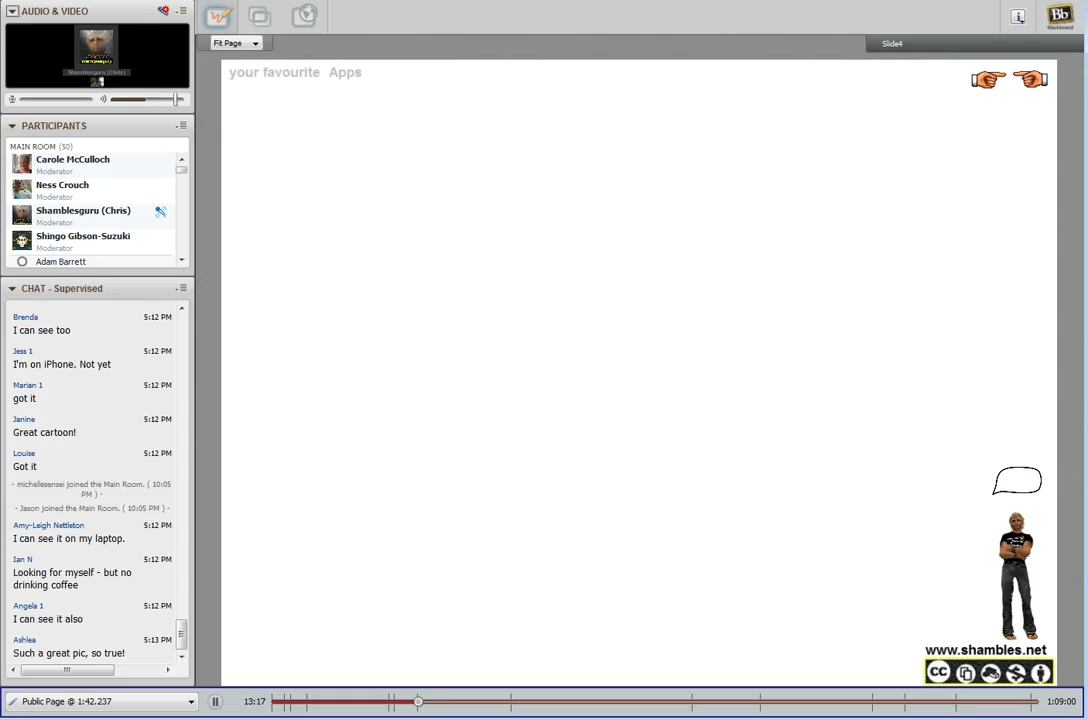 AUDIO & VIDEO
Shamblesguru (Chris)
PARTICIPANTS
MAIN ROOM (50)
Carole McCulloch
Moderator
Ness Crouch
Moderator
Shamblesguru (Chris)
Moderator
Shingo Gibson-Suzuki
Moderator
Adam Barrett
CHAT - Supervised
Brenda 5:12 PM
I can see too
Jess 1 5:12 PM
I'm on iPhone. Not yet
Marian 1 5:12 PM
got it
Janine 5:12 PM
Great cartoon!
Louise 5:12 PM
Got it
- michellesensei joined the Main Room. ( 10:05
PM ) -
- Jason joined the Main Room. ( 10:05 PM ) -
Amy-Leigh Nettleton 5:12 PM
I can see it on my laptop.
Ian N 5:12 PM
Looking for myself - but no
drinking coffee
Angela 1 5:12 PM
I can see it also
Ashlea 5:13 PM
Such a great pic, so true!
Fit Page
Slide4
Bb
Blackboard
your favourite Apps
www.shambles.net
CC
Public Page @ 1:42.237
13:17
1:09:00